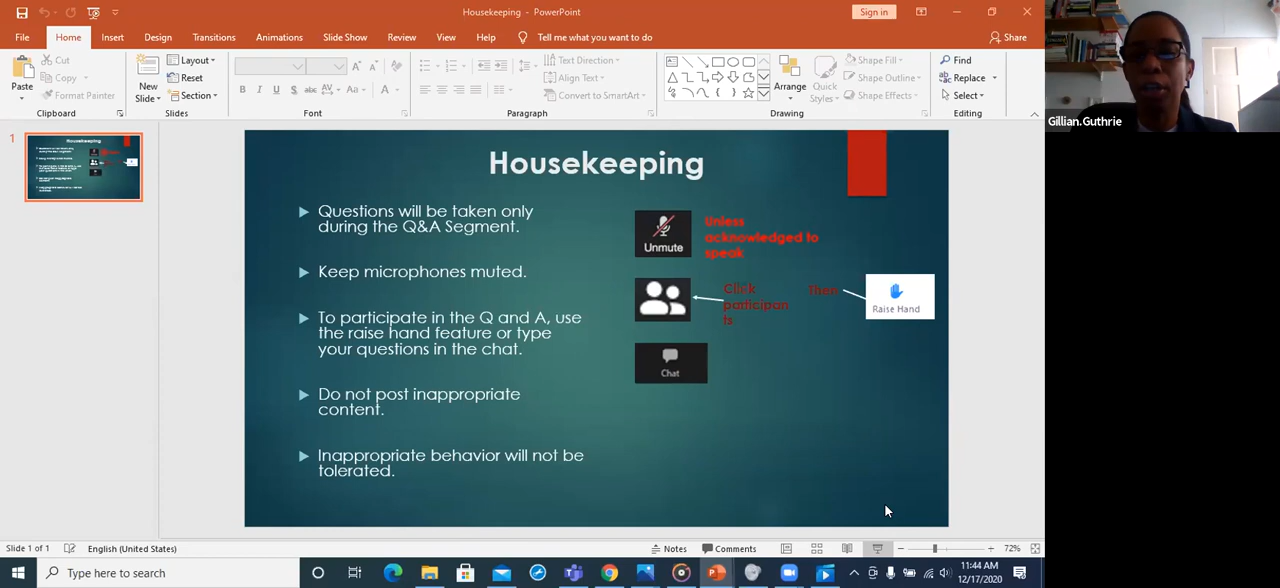 Housekeeping - PowerPoint
Sign in
File Home Insert Design Transitions Animations Slide Show Review View Help Tell me what you want to do Share
Paste
Cut
Copy
Format Painter
Clipboard
New Slide
Layout
Reset
Section
Slides
B I U S abc AV Aa A
Font
Text Direction
Align Text
Convert to SmartArt
Paragraph
Arrange
Quick Styles
Shape Fill
Shape Outline
Shape Effects
Drawing
Find
Replace
Select
Editing
Gillian.Guthrie
1
Housekeeping
Questions will be taken only
during the Q&A Segment.
Keep microphones muted.
To participate in the Q and A, use
the raise hand feature or type
your questions in the chat.
Do not post inappropriate
content.
Inappropriate behavior will not be
tolerated.
Unmute
Unless
acknowledged to
speak
Click
participan
ts
Then
Raise Hand
Chat
Slide 1 of 1 English (United States) Notes Comments 72%
Type here to search
11:44 AM
12/17/2020